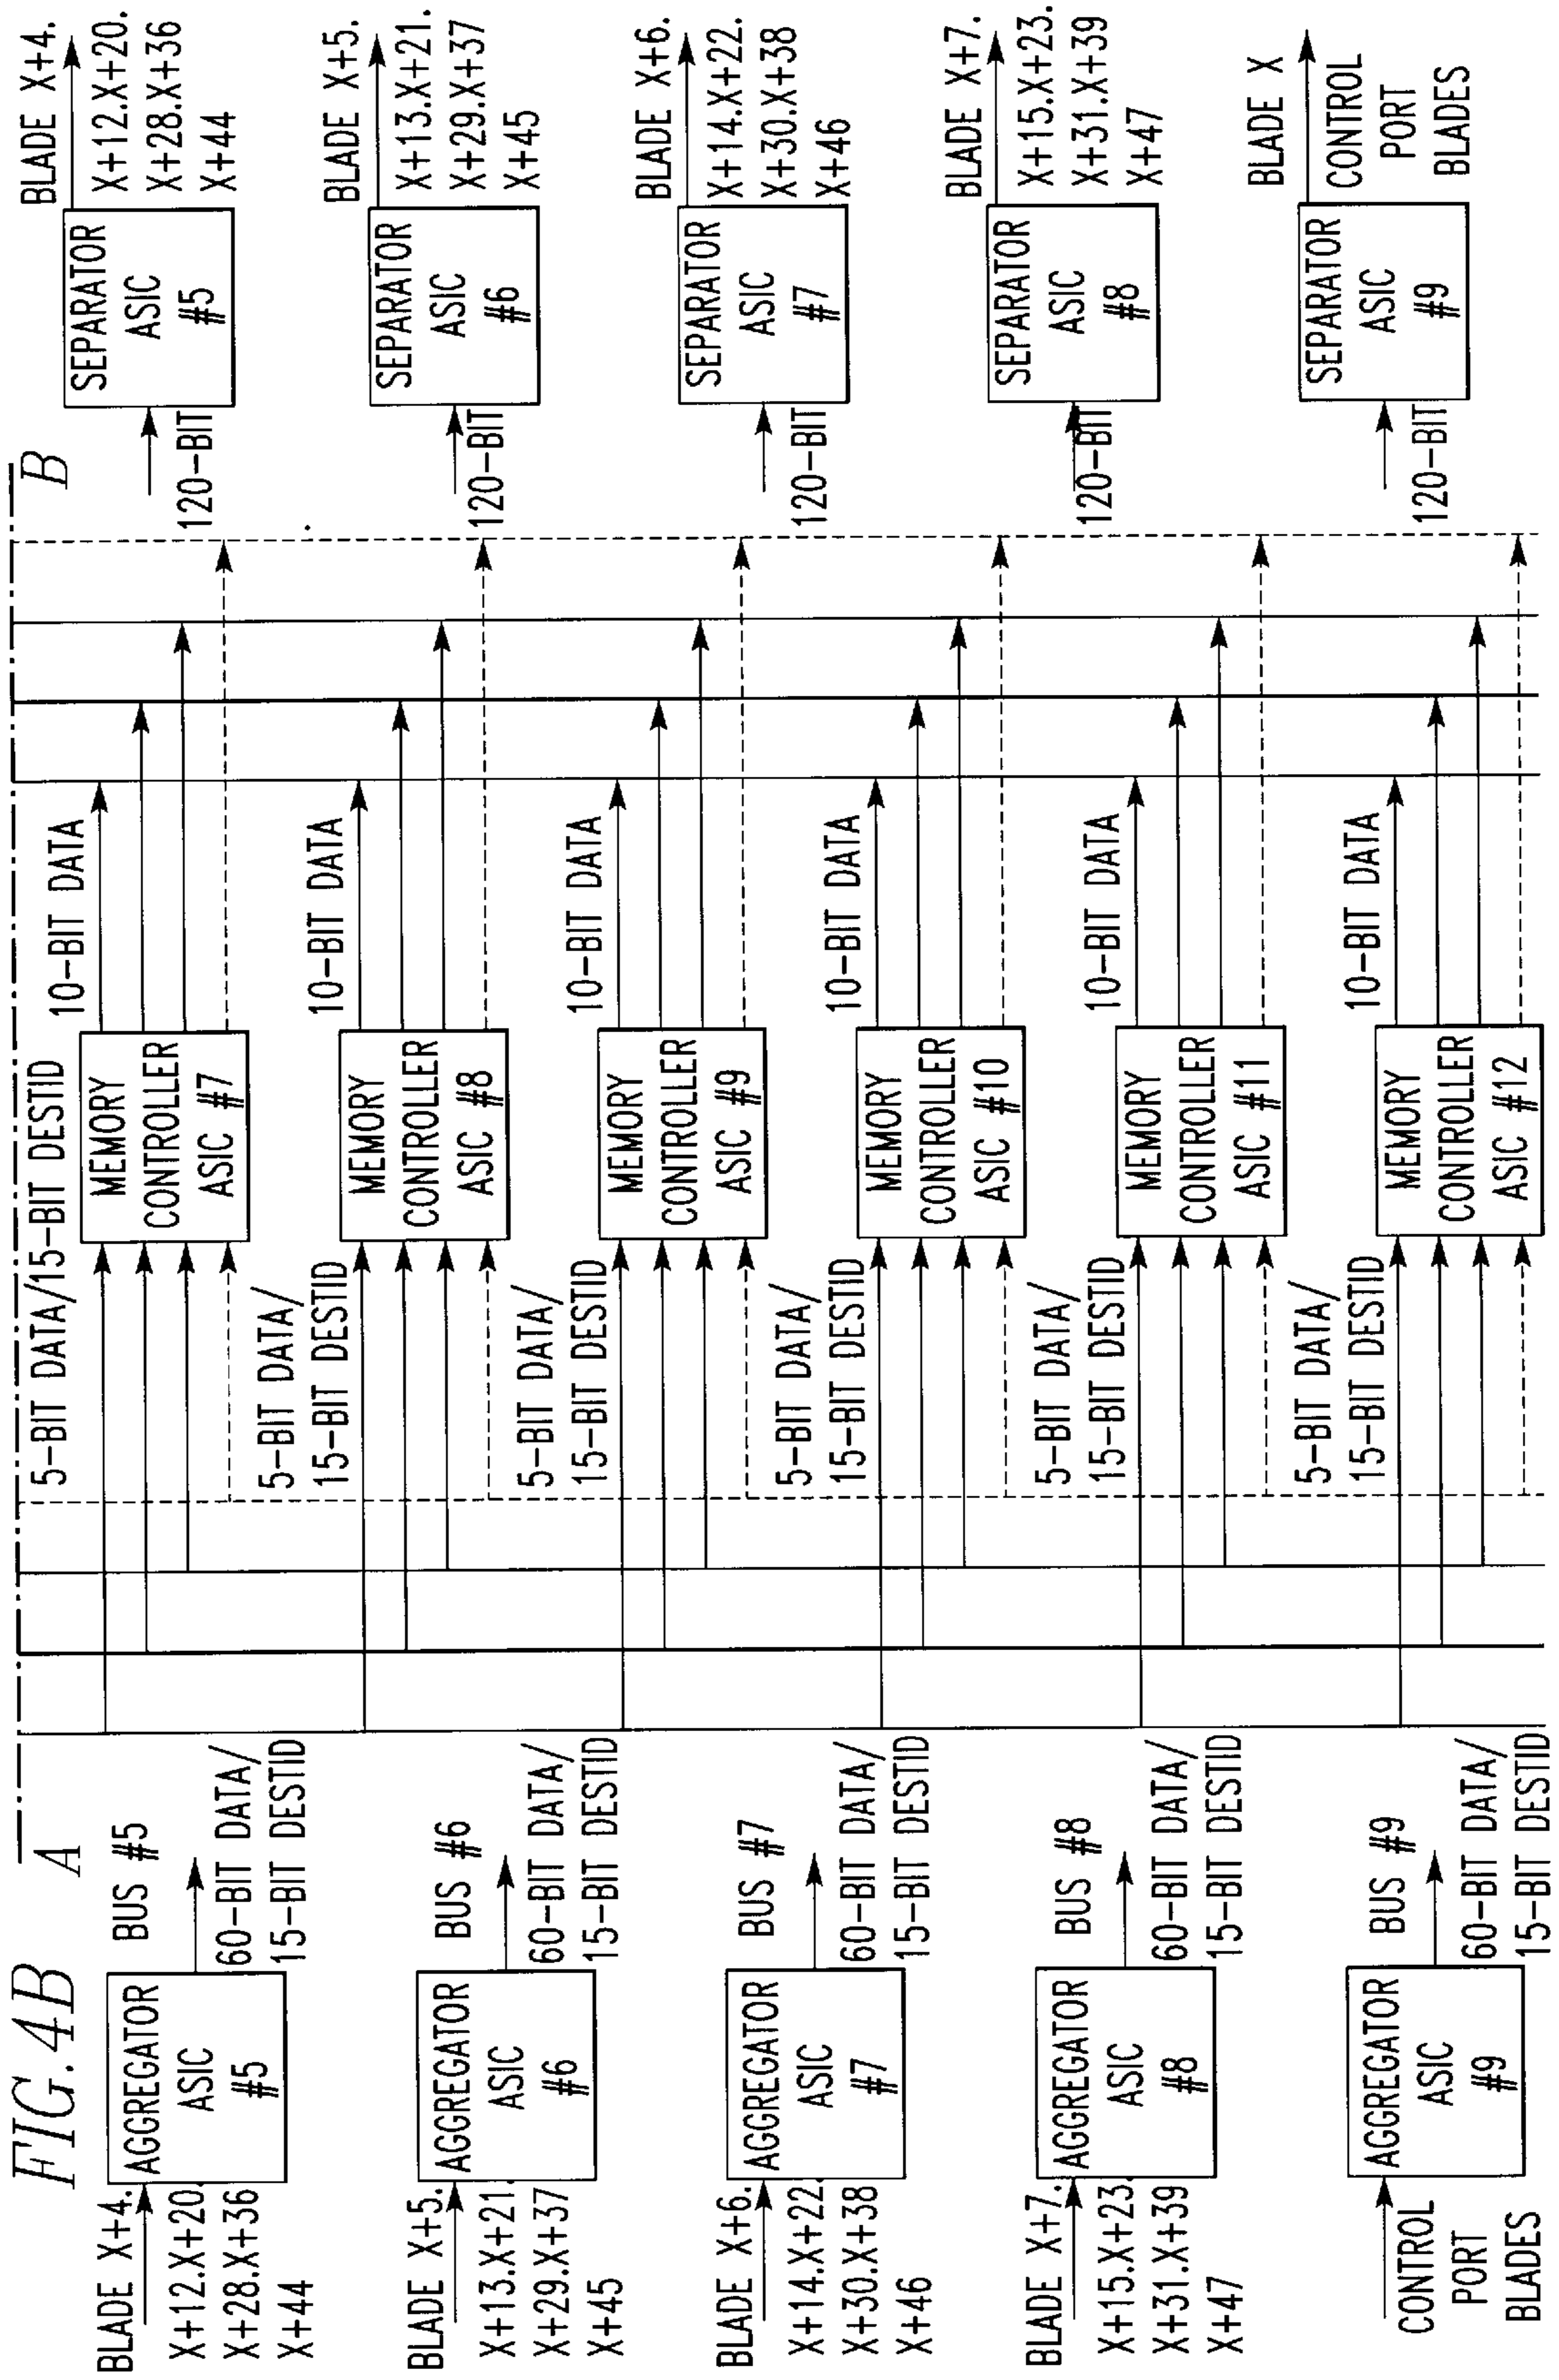 FIG. 4B
A
B
BLADE X+4.
X+12.X+20.
X+28.X+36
X+44
AGGREGATOR
ASIC
#5
BUS #5
60-BIT DATA/
15-BIT DESTID
BLADE X+5.
X+13.X+21.
X+29.X+37
X+45
AGGREGATOR
ASIC
#6
BUS #6
60-BIT DATA/
15-BIT DESTID
BLADE X+6.
X+14.X+22.
X+30.X+38
X+46
AGGREGATOR
ASIC
#7
BUS #7
60-BIT DATA/
15-BIT DESTID
BLADE X+7.
X+15.X+23.
X+31.X+39
X+47
AGGREGATOR
ASIC
#8
BUS #8
60-BIT DATA/
15-BIT DESTID
CONTROL
PORT
BLADES
AGGREGATOR
ASIC
#9
BUS #9
60-BIT DATA/
15-BIT DESTID
5-BIT DATA/15-BIT DESTID
MEMORY
CONTROLLER
ASIC #7
10-BIT DATA
5-BIT DATA/
15-BIT DESTID
MEMORY
CONTROLLER
ASIC #8
10-BIT DATA
5-BIT DATA/
15-BIT DESTID
MEMORY
CONTROLLER
ASIC #9
10-BIT DATA
5-BIT DATA/
15-BIT DESTID
MEMORY
CONTROLLER
ASIC #10
10-BIT DATA
5-BIT DATA/
15-BIT DESTID
MEMORY
CONTROLLER
ASIC #11
10-BIT DATA
5-BIT DATA/
15-BIT DESTID
MEMORY
CONTROLLER
ASIC #12
10-BIT DATA
120-BIT
SEPARATOR
ASIC
#5
BLADE X+4.
X+12.X+20.
X+28.X+36
X+44
120-BIT
SEPARATOR
ASIC
#6
BLADE X+5.
X+13.X+21.
X+29.X+37
X+45
120-BIT
SEPARATOR
ASIC
#7
BLADE X+6.
X+14.X+22.
X+30.X+38
X+46
120-BIT
SEPARATOR
ASIC
#8
BLADE X+7.
X+15.X+23.
X+31.X+39
X+47
120-BIT
SEPARATOR
ASIC
#9
BLADE X
CONTROL
PORT
BLADES